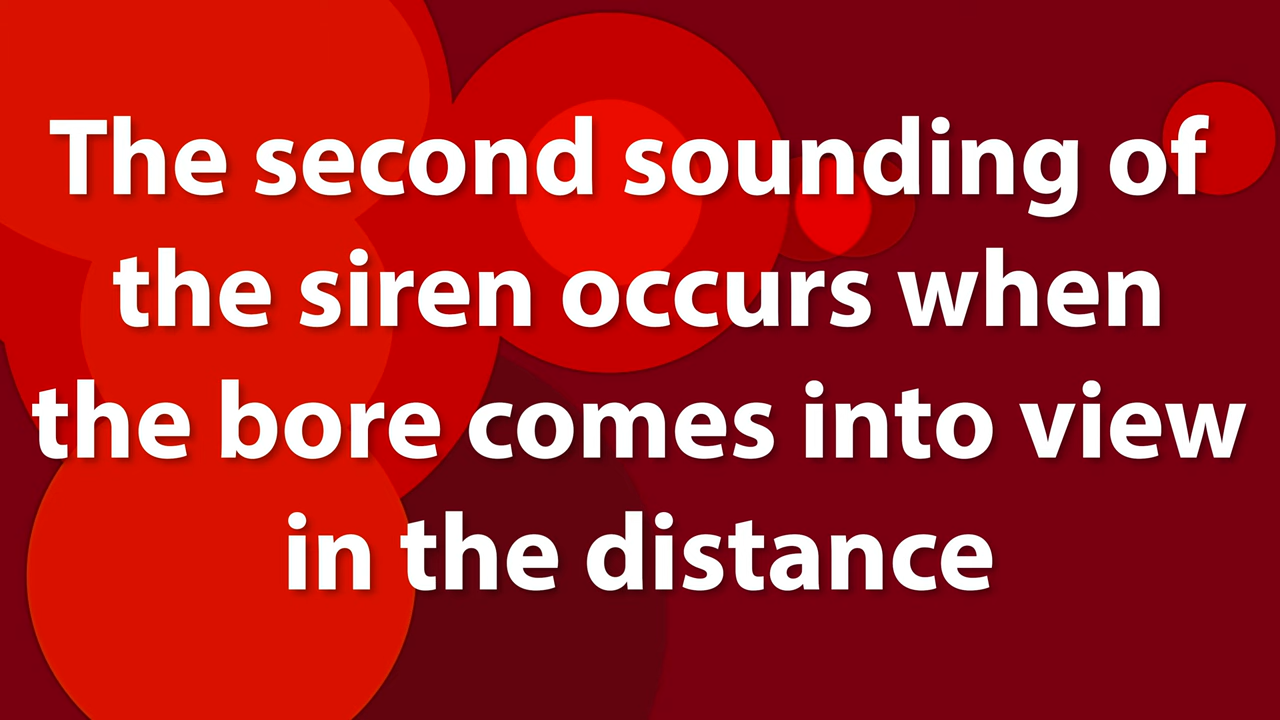 The second sounding of
the siren occurs when
the bore comes into view
in the distance